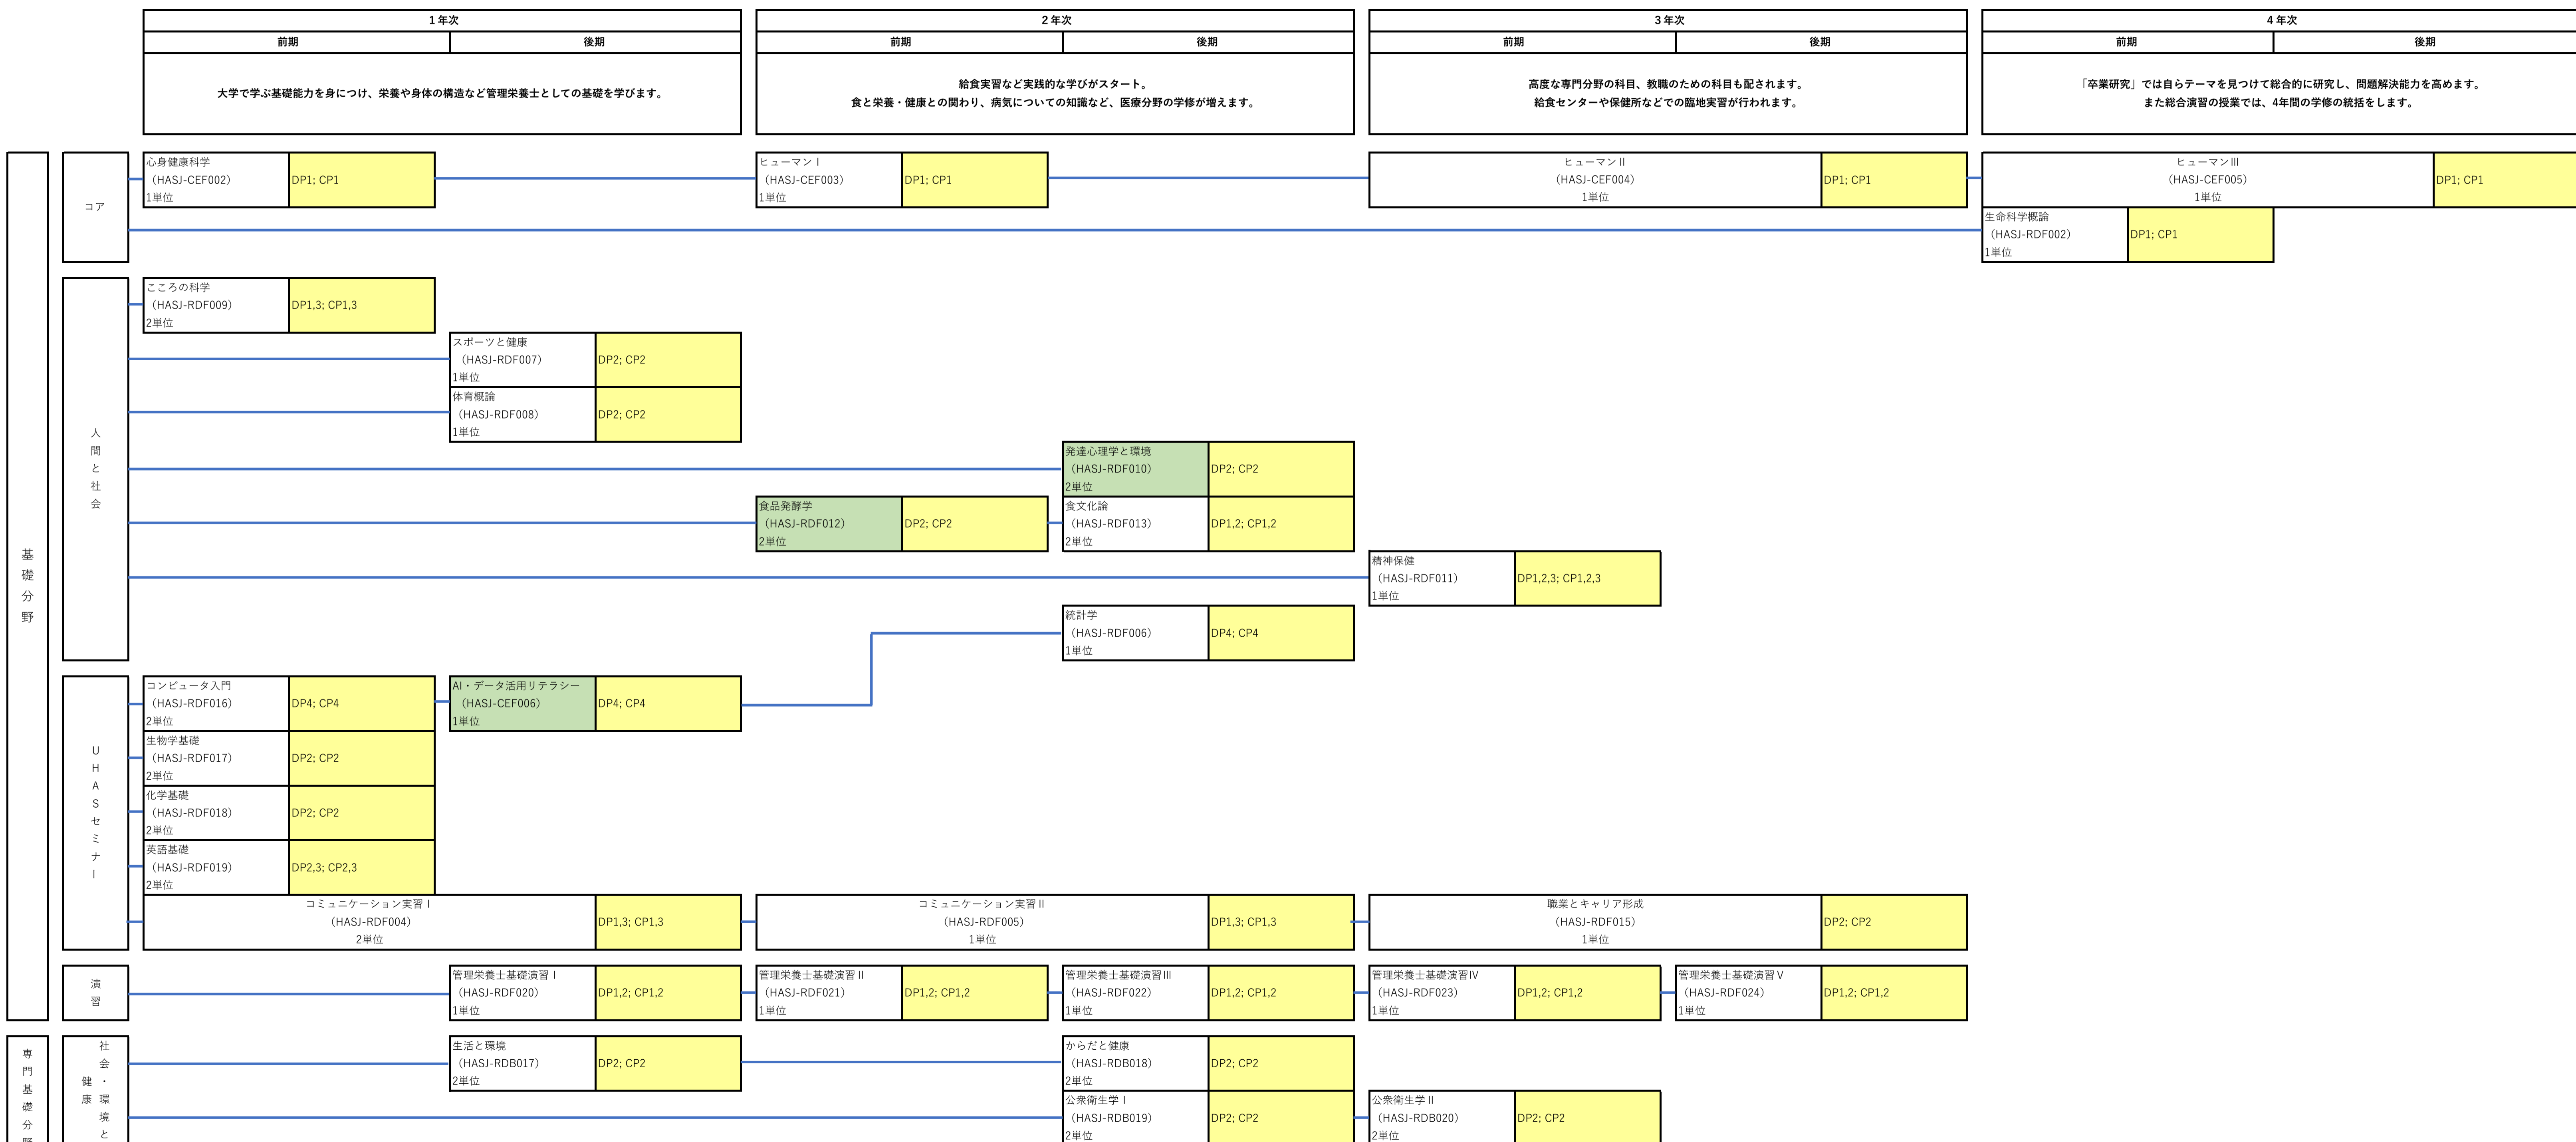 1年次
2年次
3年次
4年次
前期
後期
前期
後期
前期
後期
前期
後期
大学で学ぶ基礎能力を身につけ、栄養や身体の構造など管理栄養士としての基礎を学びます。
給食実習など実践的な学びがスタート。
食と栄養・健康との関わり、病気についての知識など、医療分野の学修が増えます。
高度な専門分野の科目、教職のための科目も配されます。
給食センターや保健所などでの臨地実習が行われます。
「卒業研究」では自らテーマを見つけて総合的に研究し、問題解決能力を高めます。
また総合演習の授業では、4年間の学修の統括をします。
基礎分野
コア
心身健康科学
（HASJ-CEF002）
1単位
DP1; CP1
ヒューマンⅠ
（HASJ-CEF003）
1単位
DP1; CP1
ヒューマンⅡ
（HASJ-CEF004）
1単位
DP1; CP1
ヒューマンⅢ
（HASJ-CEF005）
1単位
DP1; CP1
生命科学概論
（HASJ-RDF002）
1単位
DP1; CP1
人間と社会
こころの科学
（HASJ-RDF009）
2単位
DP1,3; CP1,3
スポーツと健康
（HASJ-RDF007）
1単位
DP2; CP2
体育概論
（HASJ-RDF008）
1単位
DP2; CP2
発達心理学と環境
（HASJ-RDF010）
2単位
DP2; CP2
食品発酵学
（HASJ-RDF012）
2単位
DP2; CP2
食文化論
（HASJ-RDF013）
2単位
DP1,2; CP1,2
精神保健
（HASJ-RDF011）
1単位
DP1,2,3; CP1,2,3
統計学
（HASJ-RDF006）
1単位
DP4; CP4
UHASセミナー
コンピュータ入門
（HASJ-RDF016）
2単位
DP4; CP4
AI・データ活用リテラシー
（HASJ-CEF006）
1単位
DP4; CP4
生物学基礎
（HASJ-RDF017）
2単位
DP2; CP2
化学基礎
（HASJ-RDF018）
2単位
DP2; CP2
英語基礎
（HASJ-RDF019）
2単位
DP2,3; CP2,3
コミュニケーション実習Ⅰ
（HASJ-RDF004）
2単位
DP1,3; CP1,3
コミュニケーション実習Ⅱ
（HASJ-RDF005）
1単位
DP1,3; CP1,3
職業とキャリア形成
（HASJ-RDF015）
1単位
DP2; CP2
演習
管理栄養士基礎演習Ⅰ
（HASJ-RDF020）
1単位
DP1,2; CP1,2
管理栄養士基礎演習Ⅱ
（HASJ-RDF021）
1単位
DP1,2; CP1,2
管理栄養士基礎演習Ⅲ
（HASJ-RDF022）
1単位
DP1,2; CP1,2
管理栄養士基礎演習Ⅳ
（HASJ-RDF023）
1単位
DP1,2; CP1,2
管理栄養士基礎演習Ⅴ
（HASJ-RDF024）
1単位
DP1,2; CP1,2
専門基礎分野
社会・環境と
健康
生活と環境
（HASJ-RDB017）
2単位
DP2; CP2
からだと健康
（HASJ-RDB018）
2単位
DP2; CP2
公衆衛生学Ⅰ
（HASJ-RDB019）
2単位
DP2; CP2
公衆衛生学Ⅱ
（HASJ-RDB020）
2単位
DP2; CP2